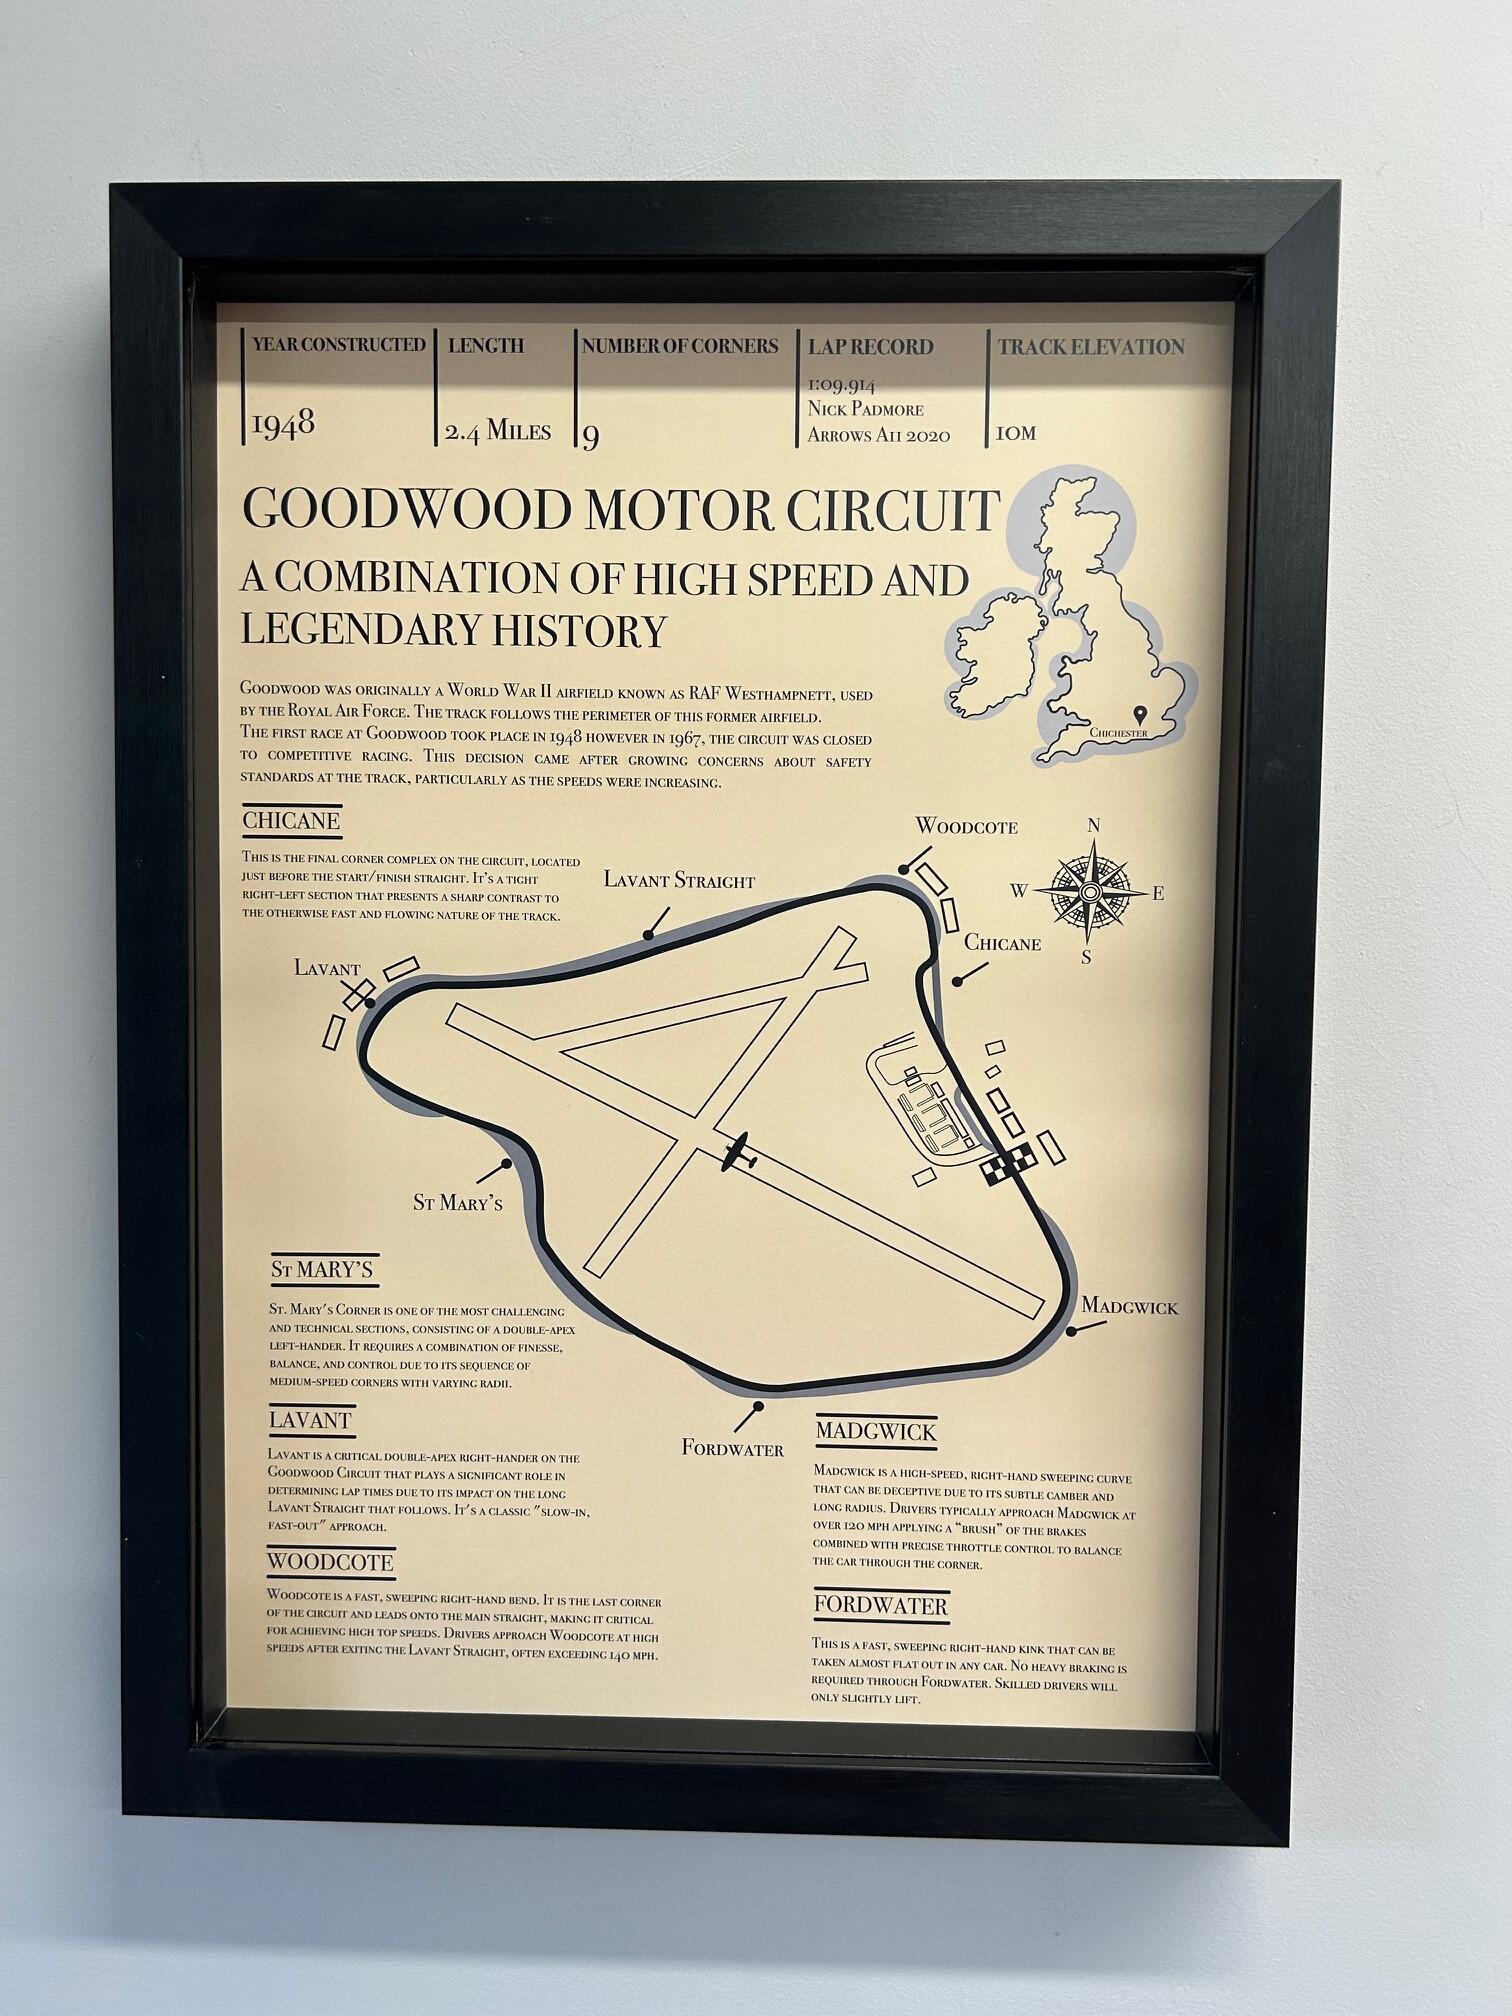 YEAR CONSTRUCTED
1948
LENGTH
2.4 MILES
NUMBER OF CORNERS
9
LAP RECORD
1:09.914
NICK PADMORE
ARROWS A11 2020
TRACK ELEVATION
10M
GOODWOOD MOTOR CIRCUIT
A COMBINATION OF HIGH SPEED AND
LEGENDARY HISTORY
GOODWOOD WAS ORIGINALLY A WORLD WAR II AIRFIELD KNOWN AS RAF WESTHAMPNETT, USED
BY THE ROYAL AIR FORCE. THE TRACK FOLLOWS THE PERIMETER OF THIS FORMER AIRFIELD.
THE FIRST RACE AT GOODWOOD TOOK PLACE IN 1948 HOWEVER IN 1967, THE CIRCUIT WAS CLOSED
TO COMPETITIVE RACING. THIS DECISION CAME AFTER GROWING CONCERNS ABOUT SAFETY
STANDARDS AT THE TRACK, PARTICULARLY AS THE SPEEDS WERE INCREASING.
CHICHESTER
CHICANE
THIS IS THE FINAL CORNER COMPLEX ON THE CIRCUIT, LOCATED
JUST BEFORE THE START/FINISH STRAIGHT. IT'S A TIGHT
RIGHT-LEFT SECTION THAT PRESENTS A SHARP CONTRAST TO
THE OTHERWISE FAST AND FLOWING NATURE OF THE TRACK.
WOODCOTE
LAVANT STRAIGHT
N
W
E
S
CHICANE
LAVANT
ST MARY'S
MADGWICK
FORDWATER
ST MARY'S
ST. MARY'S CORNER IS ONE OF THE MOST CHALLENGING
AND TECHNICAL SECTIONS, CONSISTING OF A DOUBLE-APEX
LEFT-HANDER. IT REQUIRES A COMBINATION OF FINESSE,
BALANCE, AND CONTROL DUE TO ITS SEQUENCE OF
MEDIUM-SPEED CORNERS WITH VARYING RADII.
LAVANT
LAVANT IS A CRITICAL DOUBLE-APEX RIGHT-HANDER ON THE
GOODWOOD CIRCUIT THAT PLAYS A SIGNIFICANT ROLE IN
DETERMINING LAP TIMES DUE TO ITS IMPACT ON THE LONG
LAVANT STRAIGHT THAT FOLLOWS. IT'S A CLASSIC "SLOW-IN,
FAST-OUT" APPROACH.
WOODCOTE
WOODCOTE IS A FAST, SWEEPING RIGHT-HAND BEND. IT IS THE LAST CORNER
OF THE CIRCUIT AND LEADS ONTO THE MAIN STRAIGHT, MAKING IT CRITICAL
FOR ACHIEVING HIGH TOP SPEEDS. DRIVERS APPROACH WOODCOTE AT HIGH
SPEEDS AFTER EXITING THE LAVANT STRAIGHT, OFTEN EXCEEDING 140 MPH.
MADGWICK
MADGWICK IS A HIGH-SPEED, RIGHT-HAND SWEEPING CURVE
THAT CAN BE DECEPTIVE DUE TO ITS SUBTLE CAMBER AND
LONG RADIUS. DRIVERS TYPICALLY APPROACH MADGWICK AT
OVER 120 MPH APPLYING A “BRUSH” OF THE BRAKES
COMBINED WITH PRECISE THROTTLE CONTROL TO BALANCE
THE CAR THROUGH THE CORNER.
FORDWATER
THIS IS A FAST, SWEEPING RIGHT-HAND KINK THAT CAN BE
TAKEN ALMOST FLAT OUT IN ANY CAR. NO HEAVY BRAKING IS
REQUIRED THROUGH FORDWATER. SKILLED DRIVERS WILL
ONLY SLIGHTLY LIFT.